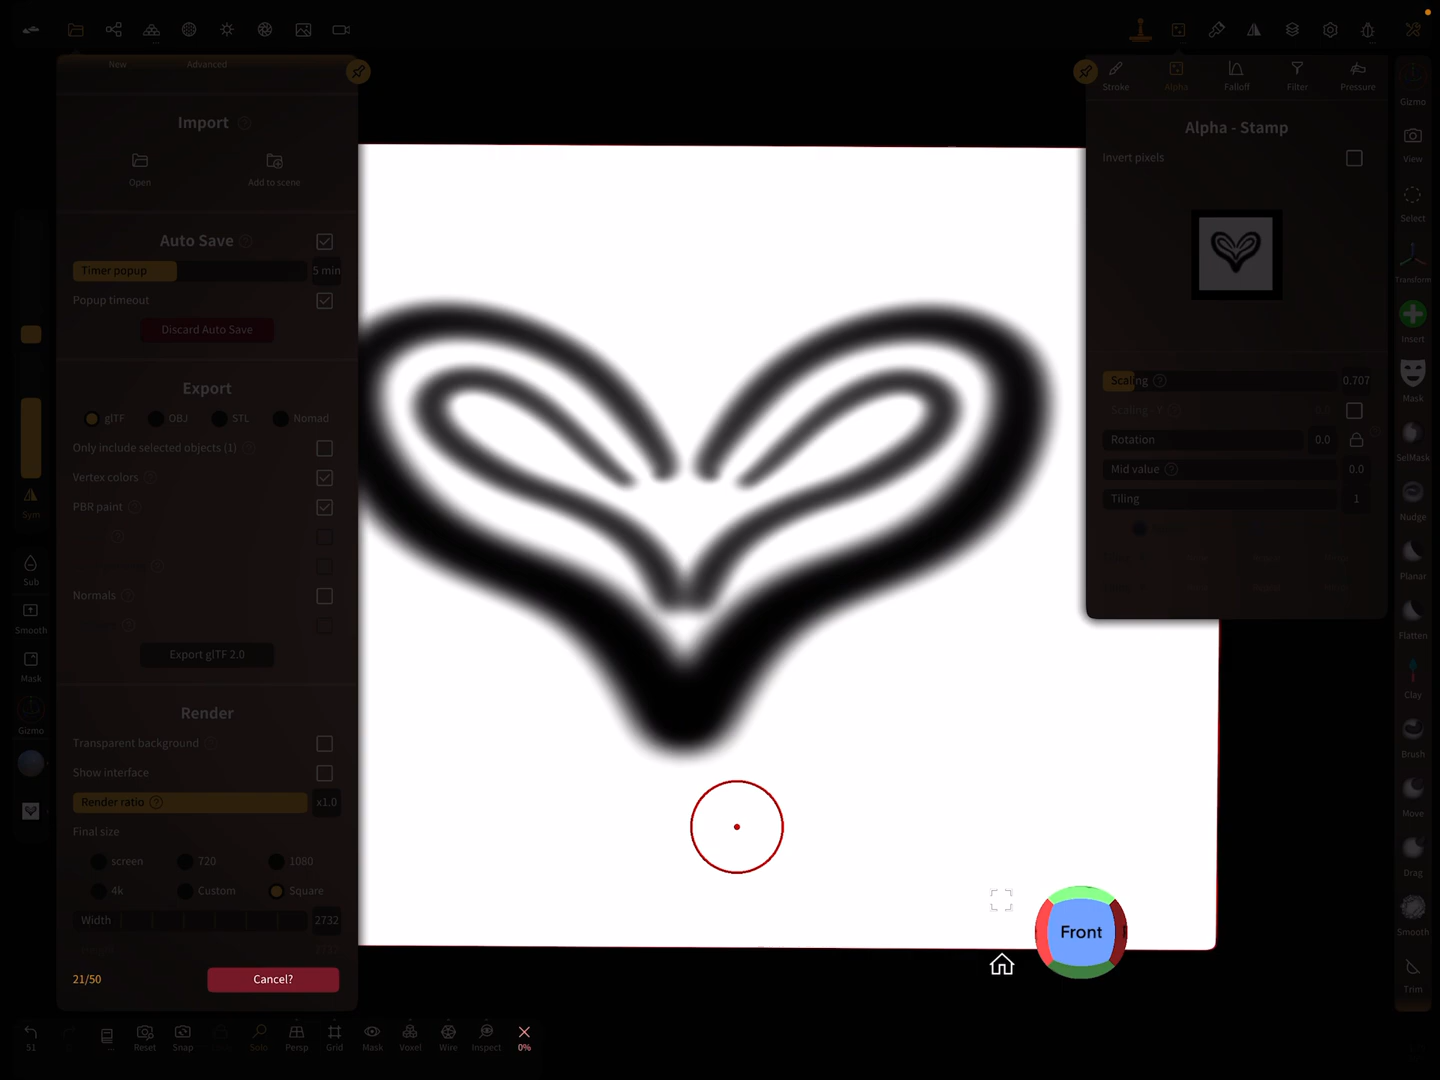 New Advanced
Import
Open Add to scene
Auto Save
Timer popup 5 min
Popup timeout
Discard Auto Save
Export
glTF OBJ STL Nomad
Only include selected objects (1)
Vertex colors
PBR paint
Normals
Export glTF 2.0
Render
Transparent background
Show interface
Render ratio x1.0
Final size
screen 720 1080
4k Custom Square
Width 2732
21/50 Cancel?
Sym
Sub
Smooth
Mask
Gizmo
51 Reset Snap Solo Persp Grid Mask Voxel Wire Inspect 0%
Front
Stroke Alpha Falloff Filter Pressure
Alpha - Stamp
Invert pixels
Scaling 0.707
Rotation 0.0
Mid value 0.0
Tiling 1
Gizmo
View
Select
Transform
Insert
Mask
SelMask
Nudge
Planar
Flatten
Clay
Brush
Move
Drag
Smooth
Trim